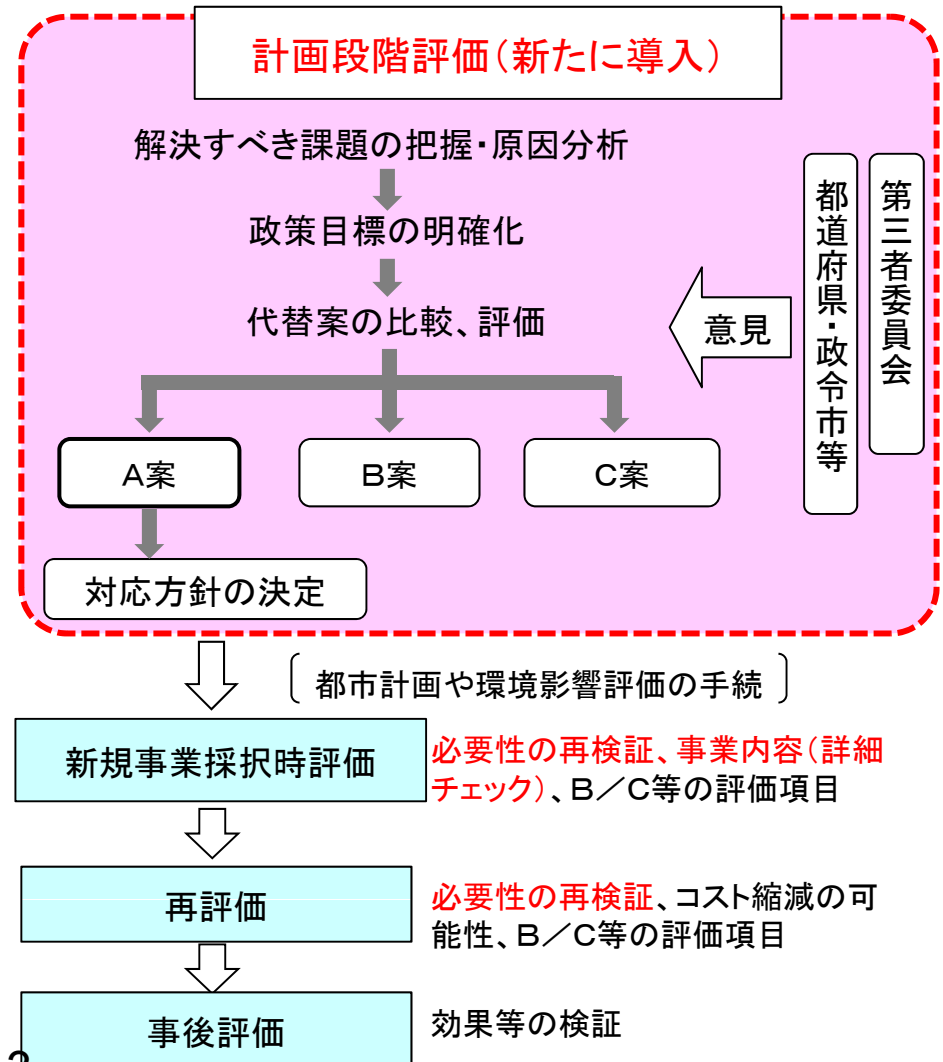 計画段階評価(新たに導入)
解決すべき課題の把握・原因分析
政策目標の明確化
代替案の比較、評価
意見
都道府県・政令市等
第三者委員会
A案
B案
C案
対応方針の決定
都市計画や環境影響評価の手続
新規事業採択時評価
必要性の再検証、事業内容(詳細
チェック)、B/C等の評価項目
再評価
必要性の再検証、コスト縮減の可
能性、B/C等の評価項目
事後評価
効果等の検証